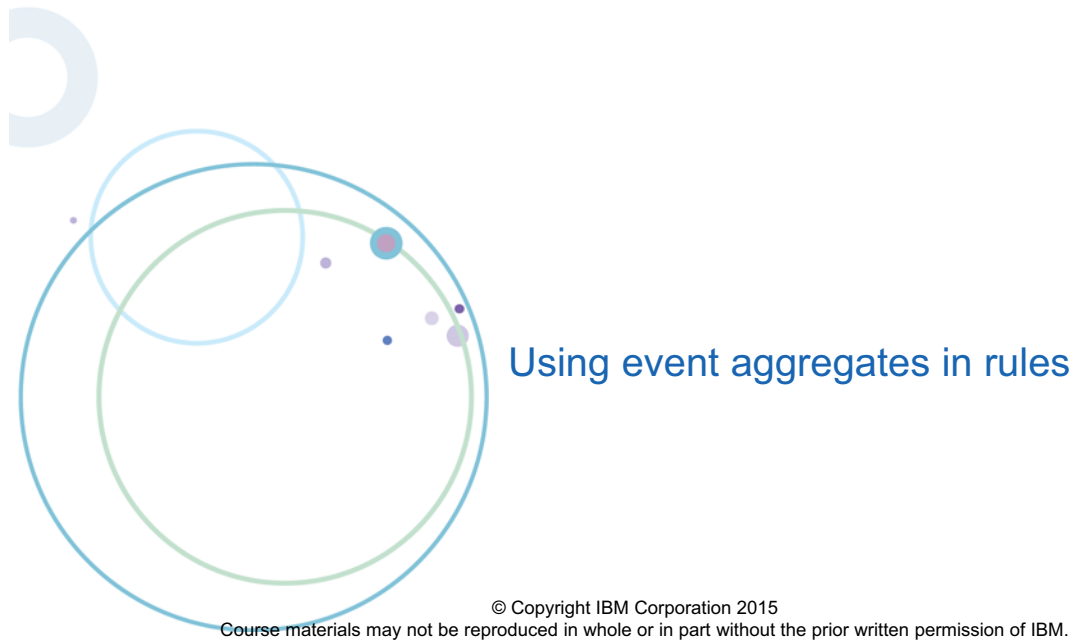 Using event aggregates in rules
© Copyright IBM Corporation 2015
Course materials may not be reproduced in whole or in part without the prior written permission of IBM.